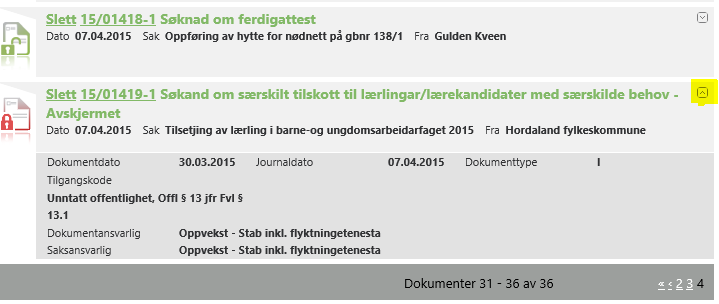 Slett 15/01418-1 Søknad om ferdigattest
Dato 07.04.2015 Sak Oppføring av hytte for nødnett på gbnr 138/1 Fra Gulden Kveen
Slett 15/01419-1 Søkand om særskilt tilskott til lærlingar/lærekandidater med særskilde behov -
Avskjermet
Dato 07.04.2015 Sak Tilsetjing av lærling i barne-og ungdomsarbeidarfaget 2015 Fra Hordaland fylkeskommune
Dokumentdato 30.03.2015 Journaldato 07.04.2015 Dokumenttype I
Tilgangskode
Unntatt offentlighet, Offl § 13 jfr Fvl §
13.1
Dokumentansvarlig Oppvekst - Stab inkl. flyktningetenesta
Saksansvarlig Oppvekst - Stab inkl. flyktningetenesta
Dokumenter 31 - 36 av 36 « ‹ 2 3 4